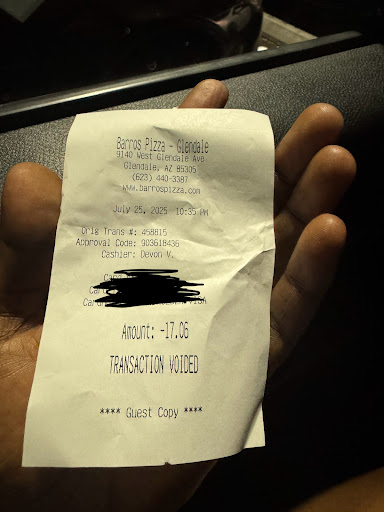 Barros Pizza - Glendale
9140 West Glendale Ave
Glendale, AZ 85305
(623) 440-3387
www.barrospizza.com
July 25, 2025 10:35 PM
Orig Trans #: 458815
Approval Code: 903618436
Cashier: Devon V.
Amount: -17.06
TRANSACTION VOIDED
**** Guest Copy ****